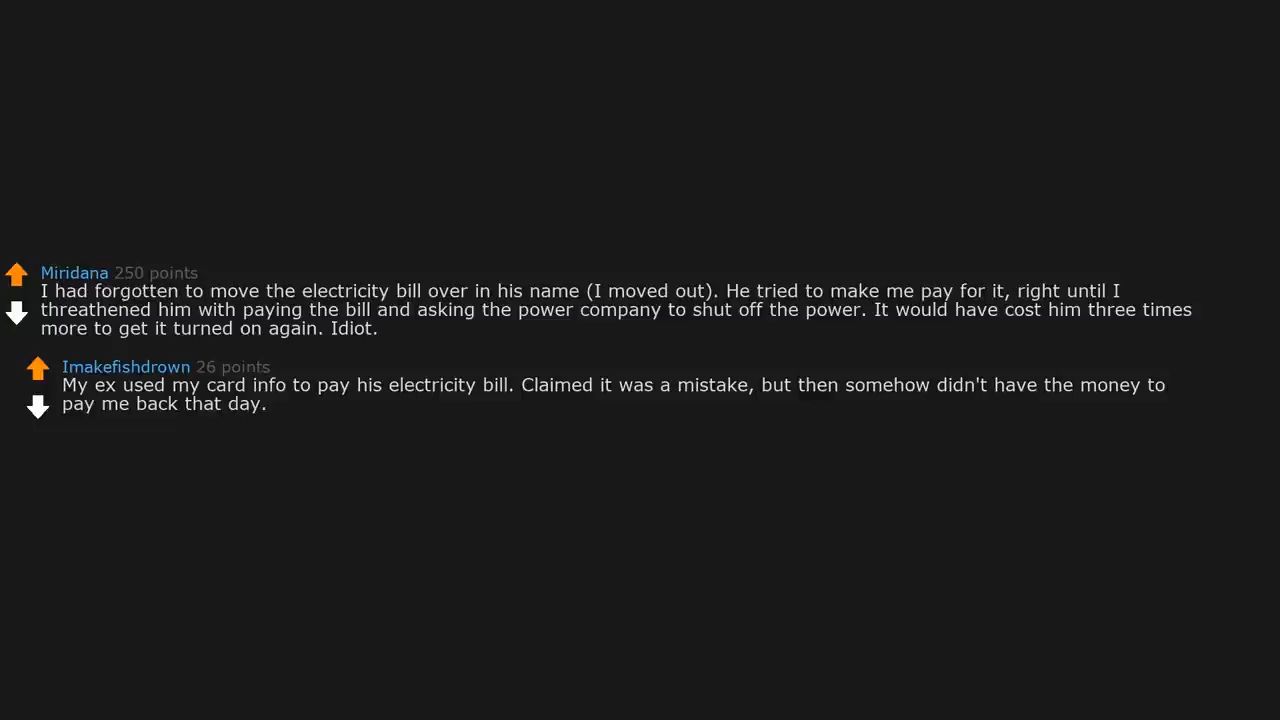 Miridana 250 points
I had forgotten to move the electricity bill over in his name (I moved out). He tried to make me pay for it, right until I
threathened him with paying the bill and asking the power company to shut off the power. It would have cost him three times
more to get it turned on again. Idiot.
Imakefishdrown 26 points
My ex used my card info to pay his electricity bill. Claimed it was a mistake, but then somehow didn't have the money to
pay me back that day.